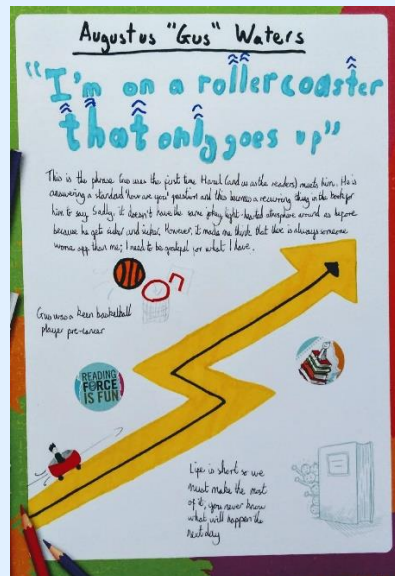 Augustus "Gus" Waters
"I'm on a rollercoaster
that only goes up"
This is the phrase Gus uses the first time Hazel (and us as the readers) meets him. He is
answering a standard 'how are you' question and this becomes a recurring thing in the book for
him to say. Sadly, it doesn't have the same jokey light-hearted atmosphere around as before
because he gets sicker and sicker. However, it made me think that there is always someone
worse off than me; I need to be grateful for what I have.
Gus was a keen basketball
player pre-cancer
READING
FORCE
IS FUN
Life is short so we
must make the most
of it, you never know
what will happen the
next day